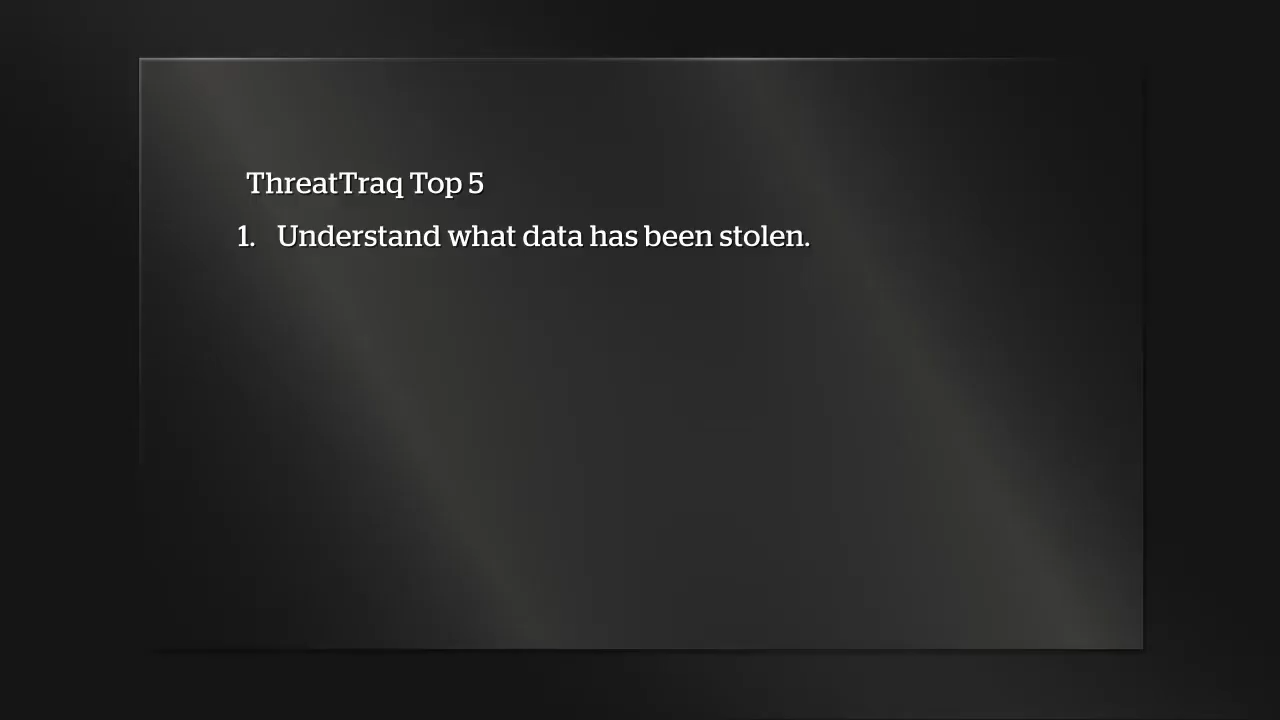 ThreatTraq Top 5
1. Understand what data has been stolen.